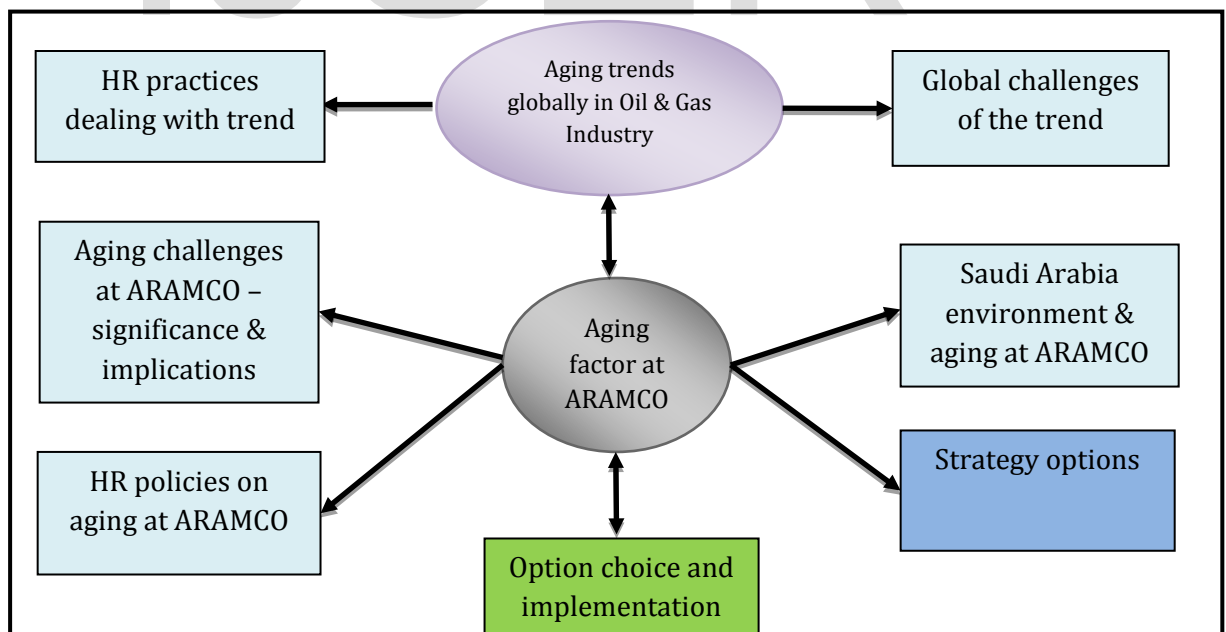 HR practices
dealing with trend
Aging trends
globally in Oil & Gas
Industry
Global challenges
of the trend
Aging challenges
at ARAMCO –
significance &
implications
Aging
factor at
ARAMCO
Saudi Arabia
environment &
aging at ARAMCO
HR policies on
aging at ARAMCO
Strategy options
Option choice and
implementation